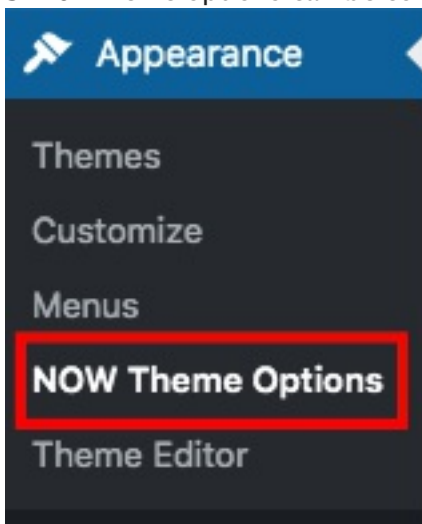 Appearance
Themes
Customize
Menus
NOW Theme Options
Theme Editor